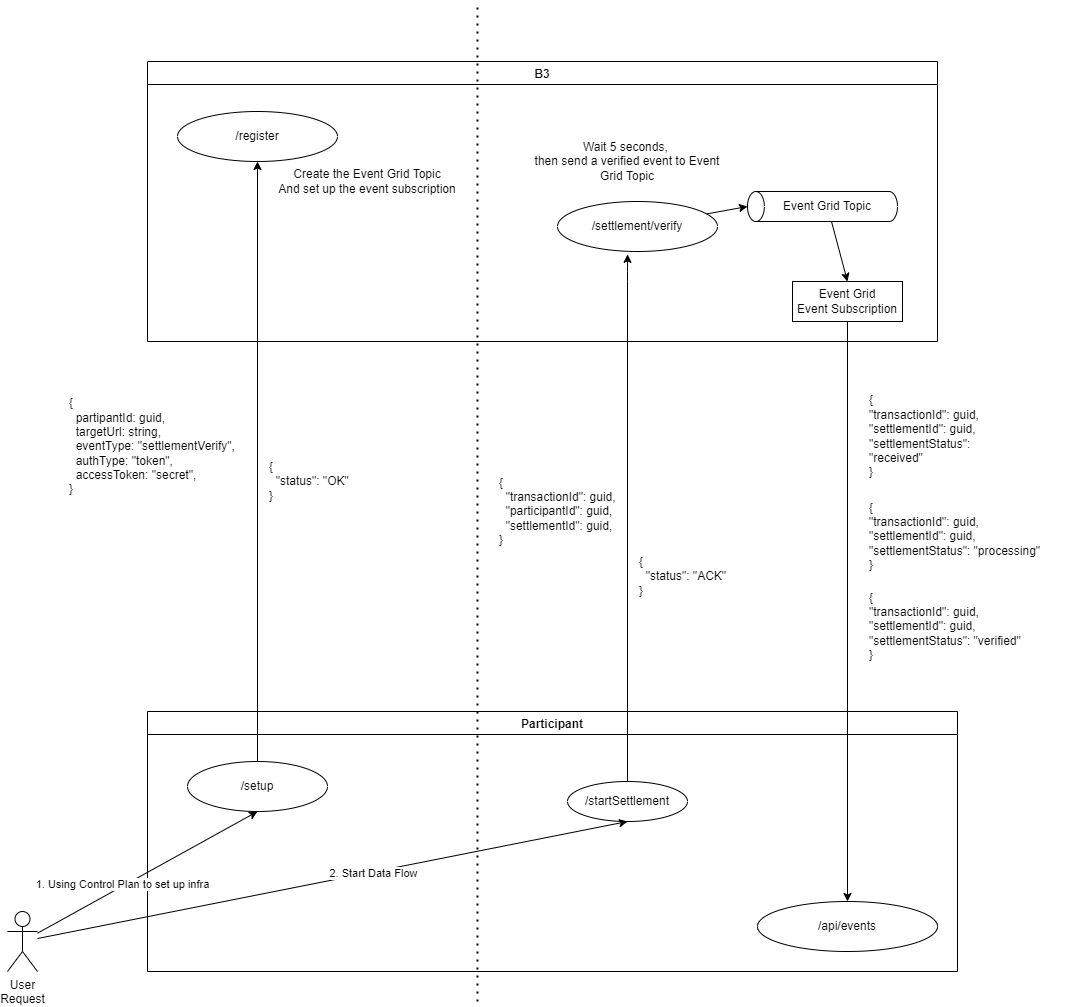 B3
/register
Create the Event Grid Topic
And set up the event subscription
Wait 5 seconds,
then send a verified event to Event
Grid Topic
/settlement/verify
Event Grid Topic
Event Grid
Event Subscription
{
partipantId: guid,
targetUrl: string,
eventType: "settlementVerify",
authType: "token",
accessToken: "secret",
}
{
"status": "OK"
}
{
"transactionId": guid,
"participantId": guid,
"settlementId": guid,
}
{
"status": "ACK"
}
{
"transactionId": guid,
"settlementId": guid,
"settlementStatus":
"received"
}
{
"transactionId": guid,
"settlementId": guid,
"settlementStatus": "processing"
}
{
"transactionId": guid,
"settlementId": guid,
"settlementStatus": "verified"
}
Participant
/setup
/startSettlement
1. Using Control Plan to set up infra
2. Start Data Flow
/api/events
User
Request